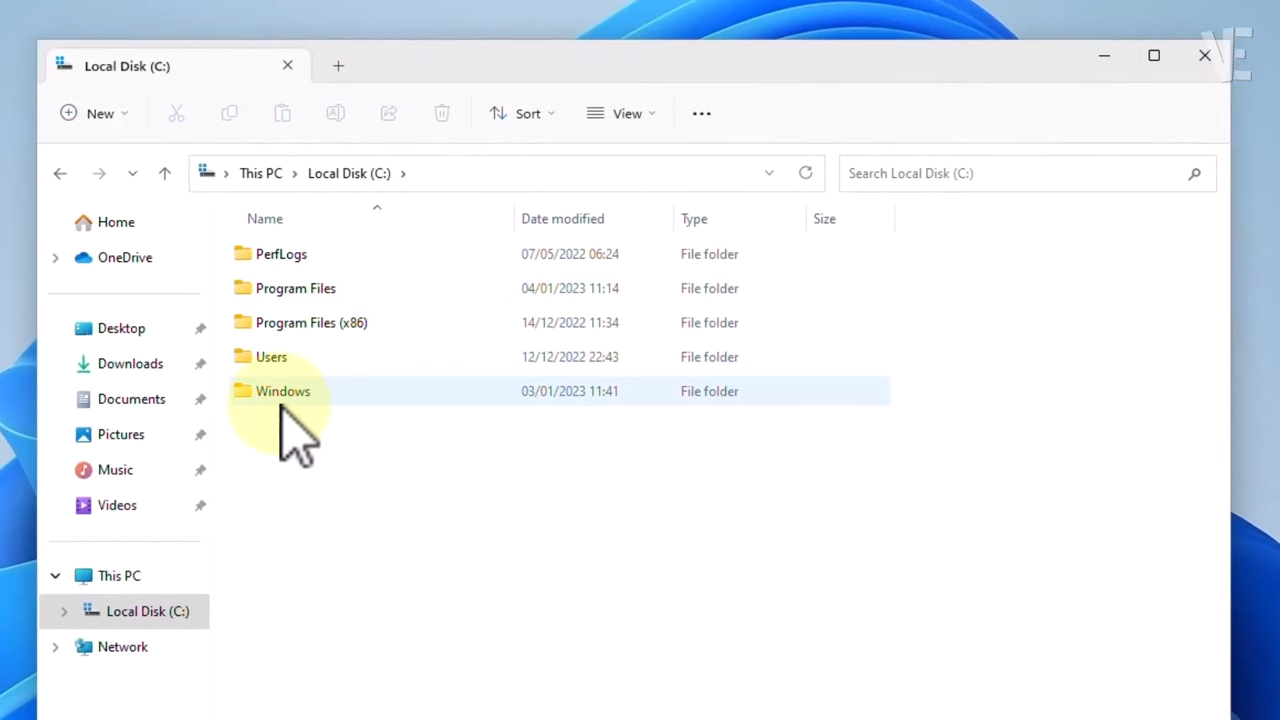 Local Disk (C:)
New Sort View
This PC Local Disk (C:) Search Local Disk (C:)
Name Date modified Type Size
Home
OneDrive
Desktop
Downloads
Documents
Pictures
Music
Videos
This PC
Local Disk (C:)
Network
PerfLogs 07/05/2022 06:24 File folder
Program Files 04/01/2023 11:14 File folder
Program Files (x86) 14/12/2022 11:34 File folder
Users 12/12/2022 22:43 File folder
Windows 03/01/2023 11:41 File folder